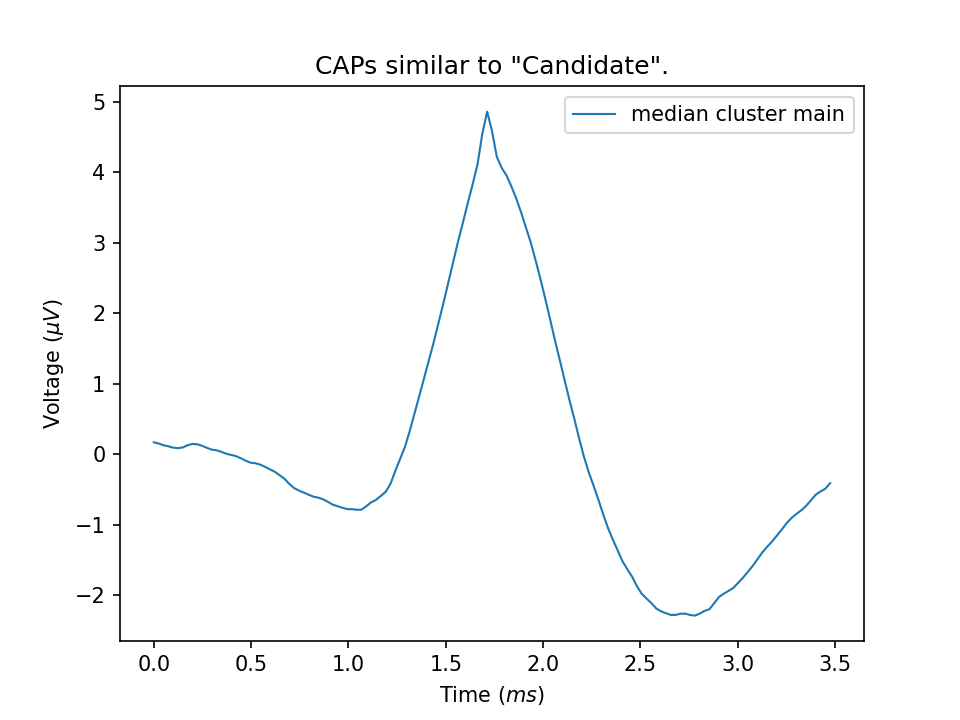 CAPs similar to "Candidate".
median cluster main
5
4
3
2
1
0
−1
−2
Voltage (μV)
0.0 0.5 1.0 1.5 2.0 2.5 3.0 3.5
Time (ms)